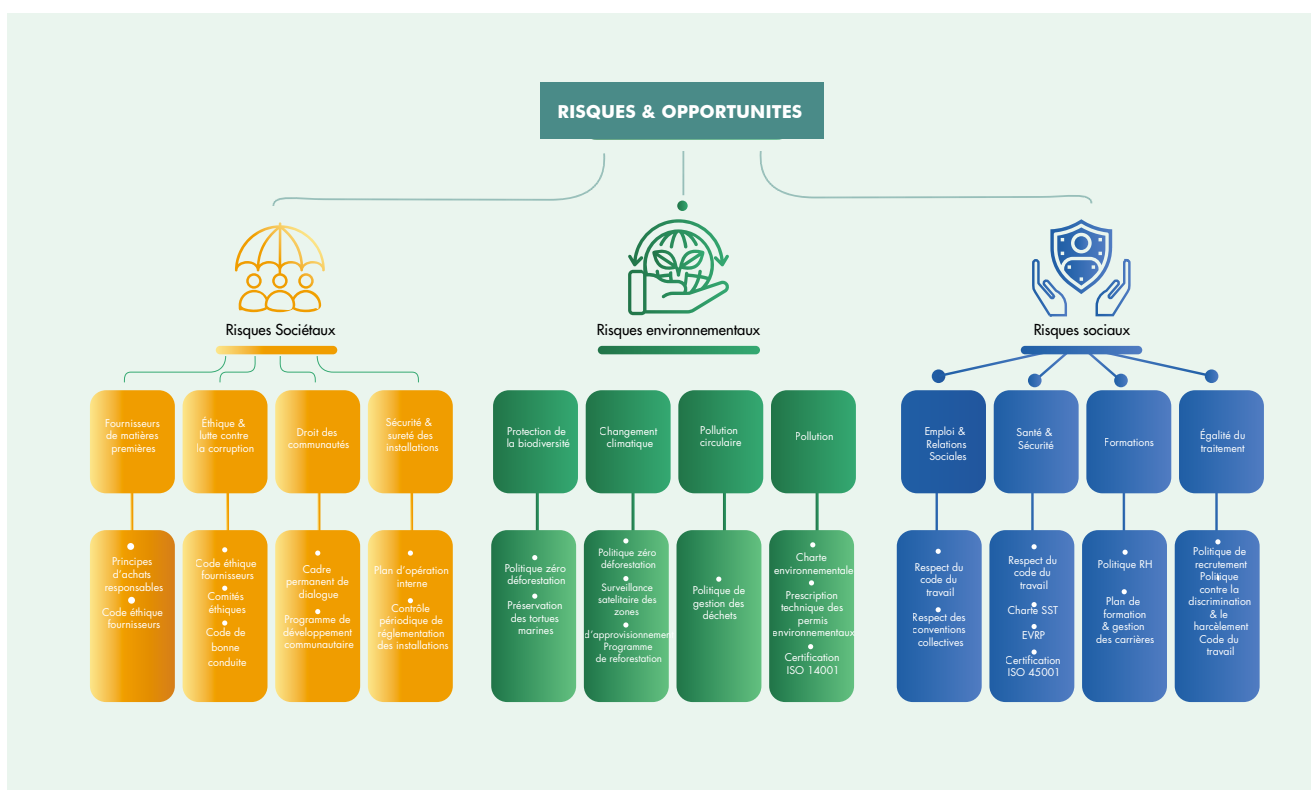 RISQUES & OPPORTUNITES
Risques Sociétaux
Fournisseurs
de matières
premières
Éthique &
lutte contre
la corruption
Droit des
communautés
Sécurité &
sureté des
installations
Principes
d'achats
responsables
Code éthique
fournisseurs
Code éthique
fournisseurs
Comités
éthiques
Code de
bonne
conduite
Cadre
permanent de
dialogue
Programme de
développement
communautaire
Plan d'opération
interne
Contrôle
périodique de
réglementation
des installations
Risques environnementaux
Protection de
la biodiversité
Changement
climatique
Pollution
circulaire
Pollution
Politique zéro
déforestation
Préservation
des tortues
marines
Politique zéro
déforestation
Surveillance
satelitaire des
zones
d'approvisionnement
Programme
de reforestation
Politique de
gestion des
déchets
Charte
environnementale
Prescription
technique des
permis
environnementaux
Certification
ISO 14001
Risques sociaux
Emploi &
Relations
Sociales
Santé &
Sécurité
Formations
Égalité du
traitement
Respect du
code du
travail
Respect des
conventions
collectives
Respect du
code du
travail
Charte SST
EVRP
Certification
ISO 45001
Politique RH
Plan de
formation
& gestion
des carrières
Politique de
recrutement
Politique
contre la
discrimination
& le
harcèlement
Code du
travail